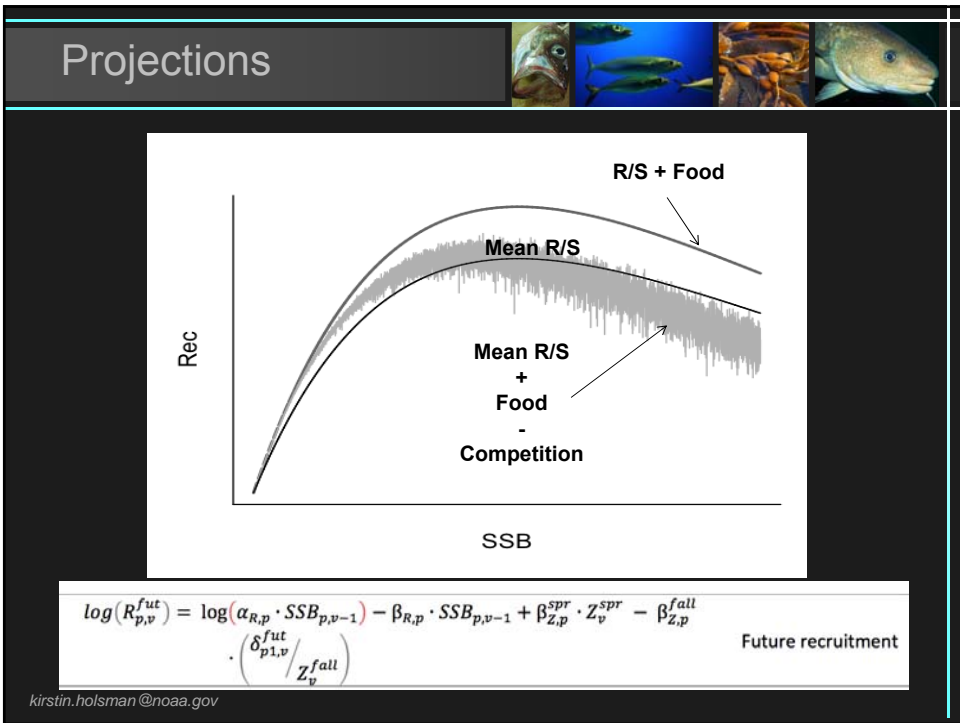 Projections
R/S + Food
Mean R/S
Rec
Mean R/S
+
Food
-
Competition
SSB
log(R_{p,v}^{fut}) = log(α_{R,p} · SSB_{p,v−1}) − β_{R,p} · SSB_{p,v−1} + β_{Z,p}^{spr} · Z_v^{spr} − β_{Z,p}^{fall}
· (δ_{p1,v}^{fut} / Z_v^{fall})
Future recruitment
kirstin.holsman@noaa.gov